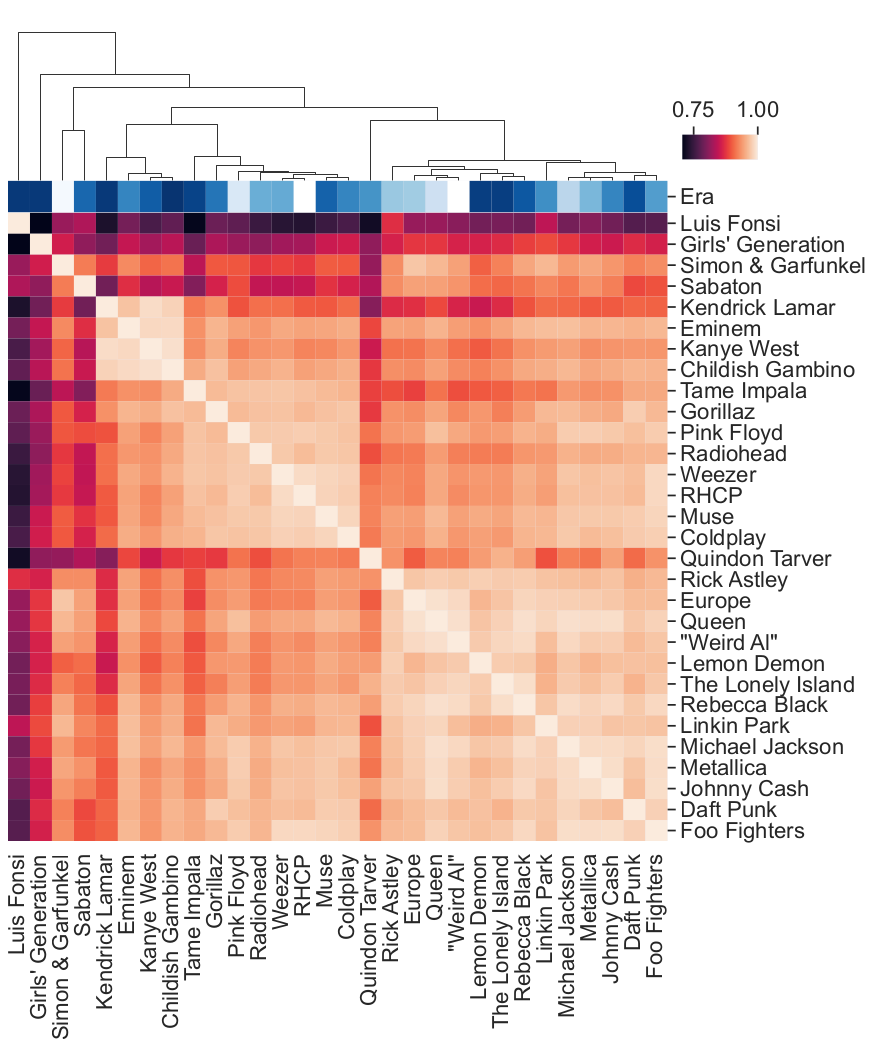 0.75 1.00
Era
Luis Fonsi
Girls' Generation
Simon & Garfunkel
Sabaton
Kendrick Lamar
Eminem
Kanye West
Childish Gambino
Tame Impala
Gorillaz
Pink Floyd
Radiohead
Weezer
RHCP
Muse
Coldplay
Quindon Tarver
Rick Astley
Europe
Queen
"Weird Al"
Lemon Demon
The Lonely Island
Rebecca Black
Linkin Park
Michael Jackson
Metallica
Johnny Cash
Daft Punk
Foo Fighters
Luis Fonsi
Girls' Generation
Simon & Garfunkel
Sabaton
Kendrick Lamar
Eminem
Kanye West
Childish Gambino
Tame Impala
Gorillaz
Pink Floyd
Radiohead
Weezer
RHCP
Muse
Coldplay
Quindon Tarver
Rick Astley
Europe
Queen
"Weird Al"
Lemon Demon
The Lonely Island
Rebecca Black
Linkin Park
Michael Jackson
Metallica
Johnny Cash
Daft Punk
Foo Fighters